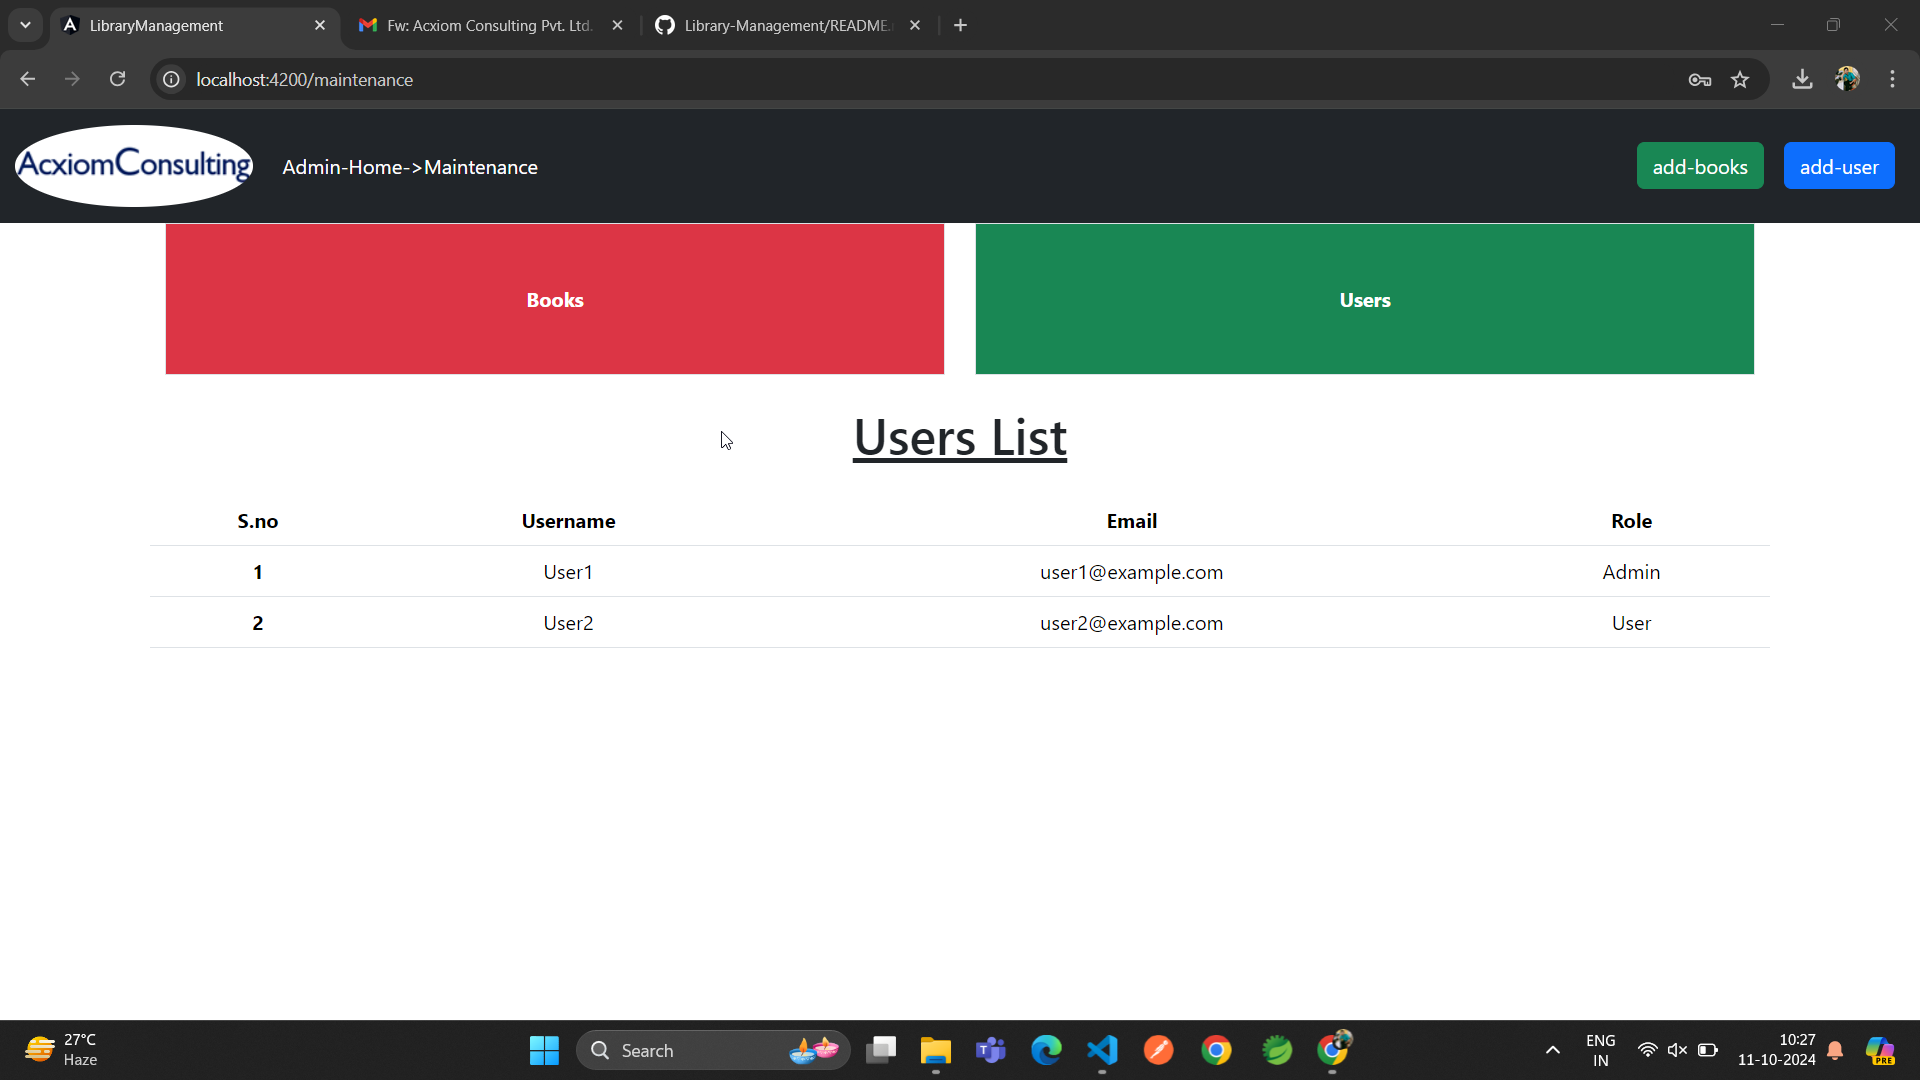 LibraryManagement
Fw: Acxiom Consulting Pvt. Ltd.
Library-Management/README.
localhost:4200/maintenance
AcxiomConsulting
Admin-Home->Maintenance
add-books
add-user
Books
Users
Users List
S.no Username Email Role
1 User1 user1@example.com Admin
2 User2 user2@example.com User
27°C
Haze
Search
ENG
IN
10:27
11-10-2024
PRE